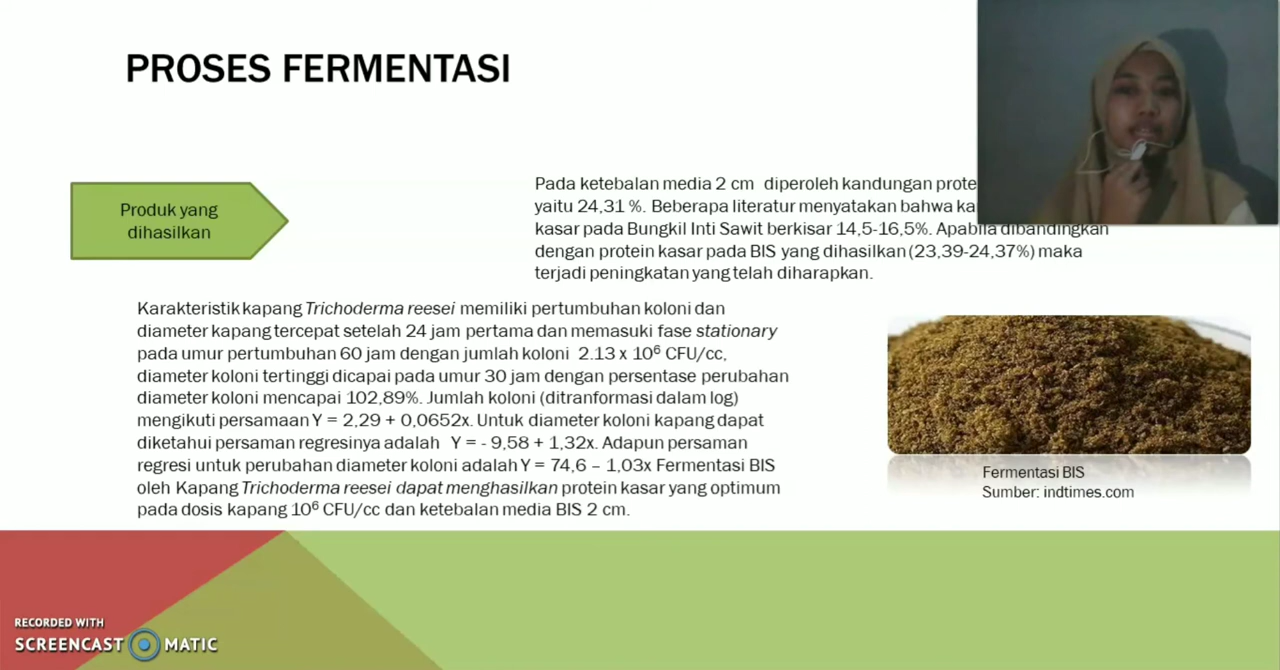 PROSES FERMENTASI
Produk yang
dihasilkan
Pada ketebalan media 2 cm diperoleh kandungan
yaitu 24,31 %. Beberapa literatur menyatakan bahwa
kasar pada Bungkil Inti Sawit berkisar 14,5-16,5%. Apabila dibandingkan
dengan protein kasar pada BIS yang dihasilkan (23,39-24,37%) maka
terjadi peningkatan yang telah diharapkan.
Karakteristik kapang Trichoderma reesei memiliki pertumbuhan koloni dan
diameter kapang tercepat setelah 24 jam pertama dan memasuki fase stationary
pada umur pertumbuhan 60 jam dengan jumlah koloni 2.13 x 10⁶ CFU/cc,
diameter koloni tertinggi dicapai pada umur 30 jam dengan persentase perubahan
diameter koloni mencapai 102,89%. Jumlah koloni (ditranformasi dalam log)
mengikuti persamaan Y = 2,29 + 0,0652x. Untuk diameter koloni kapang dapat
diketahui persaman regresinya adalah Y = - 9,58 + 1,32x. Adapun persaman
regresi untuk perubahan diameter koloni adalah Y = 74,6 – 1,03x Fermentasi BIS
oleh Kapang Trichoderma reesei dapat menghasilkan protein kasar yang optimum
pada dosis kapang 10⁶ CFU/cc dan ketebalan media BIS 2 cm.
Fermentasi BIS
Sumber: indtimes.com
RECORDED WITH
SCREENCAST MATIC